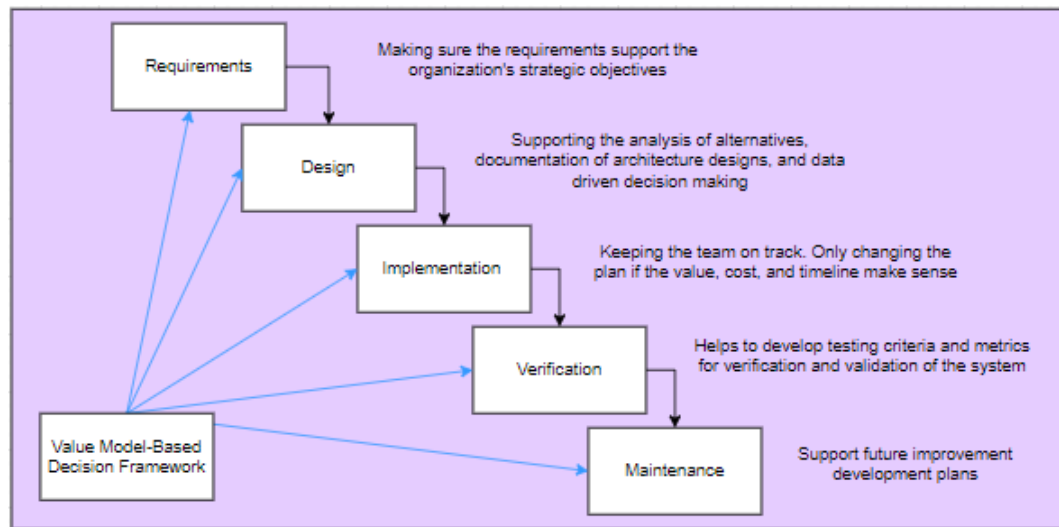 Requirements
Making sure the requirements support the
organization's strategic objectives
Design
Supporting the analysis of alternatives,
documentation of architecture designs, and data
driven decision making
Implementation
Keeping the team on track. Only changing the
plan if the value, cost, and timeline make sense
Verification
Helps to develop testing criteria and metrics
for verification and validation of the system
Value Model-Based
Decision Framework
Maintenance
Support future improvement
development plans